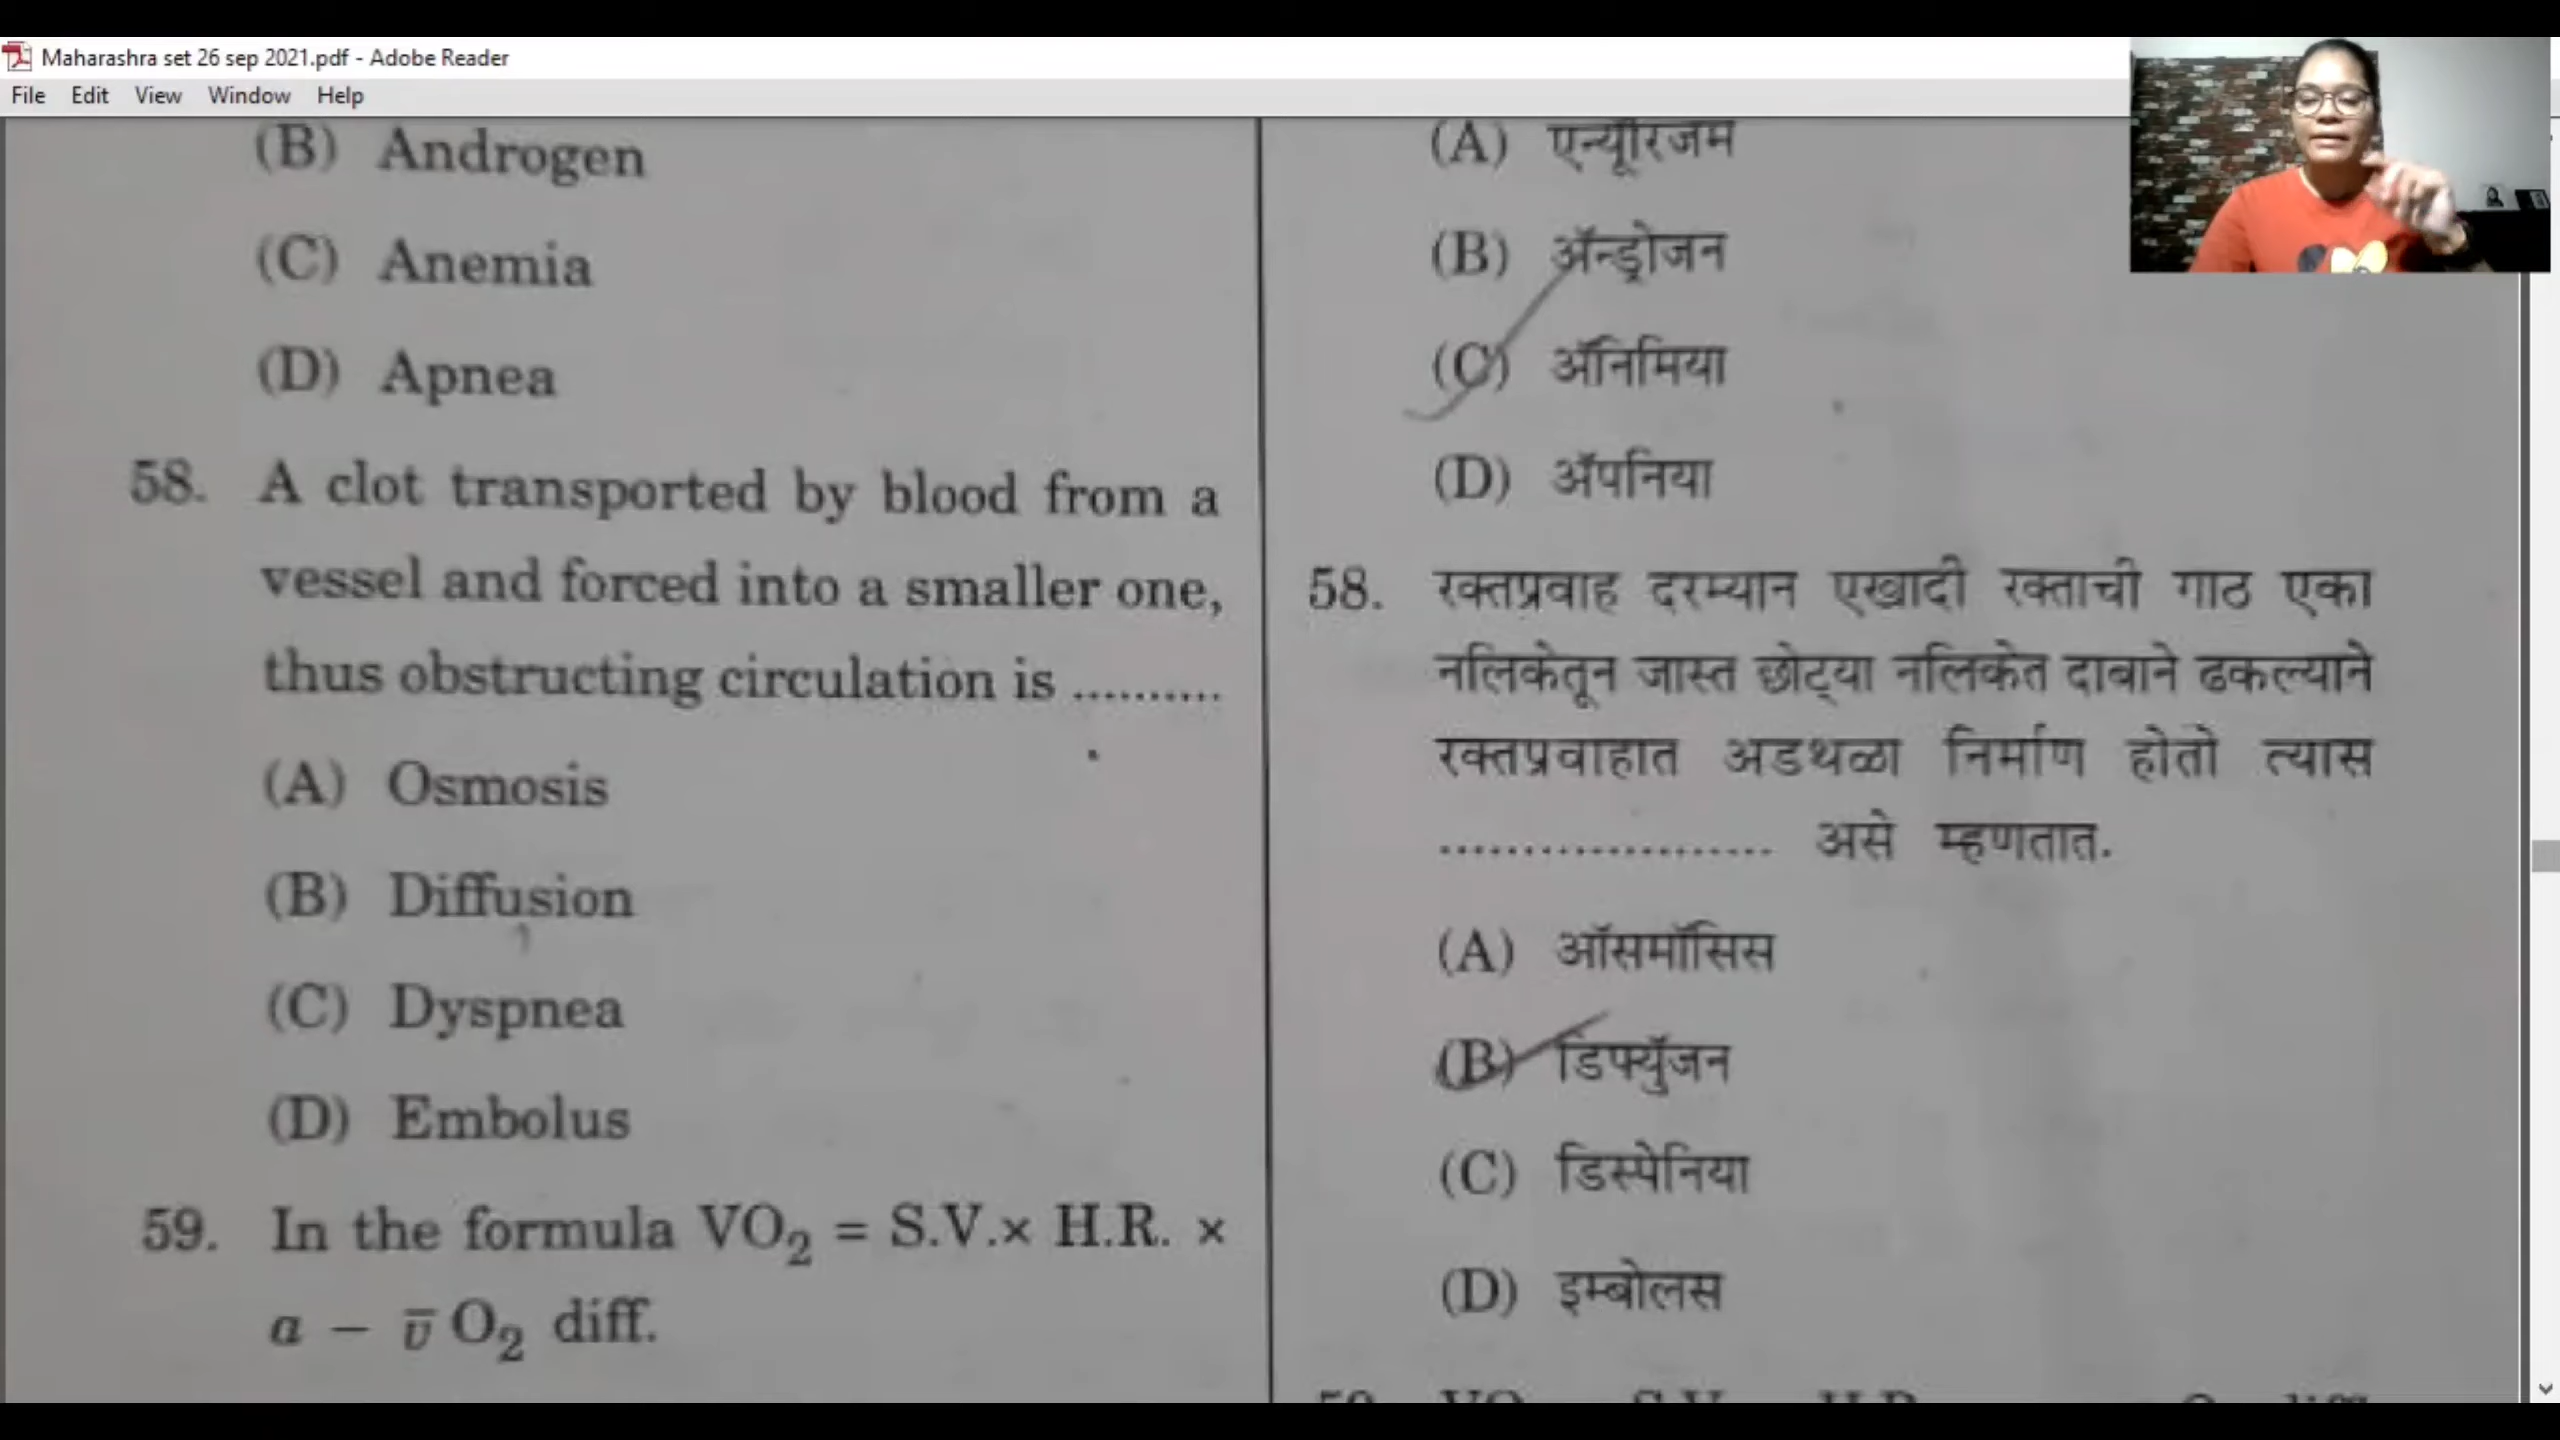 Maharashra set 26 sep 2021.pdf - Adobe Reader
File Edit View Window Help
(B) Androgen
(C) Anemia
(D) Apnea
58. A clot transported by blood from a
vessel and forced into a smaller one,
thus obstructing circulation is ..........
(A) Osmosis
(B) Diffusion
(C) Dyspnea
(D) Embolus
59. In the formula VO₂ = S.V.× H.R. ×
a – v̅ O₂ diff.
(A) एन्यूरिजम
(B) ॲन्ड्रोजन
(C) ॲनिमिया
(D) ॲपनिया
58. रक्तप्रवाह दरम्यान एखादी रक्ताची गाठ एका
नलिकेतून जास्त छोट्या नलिकेत दाबाने ढकल्याने
रक्तप्रवाहात अडथळा निर्माण होतो त्यास
.................... असे म्हणतात.
(A) ऑसमॉसिस
(B) डिफ्युॅजन
(C) डिस्पेनिया
(D) इम्बोलस